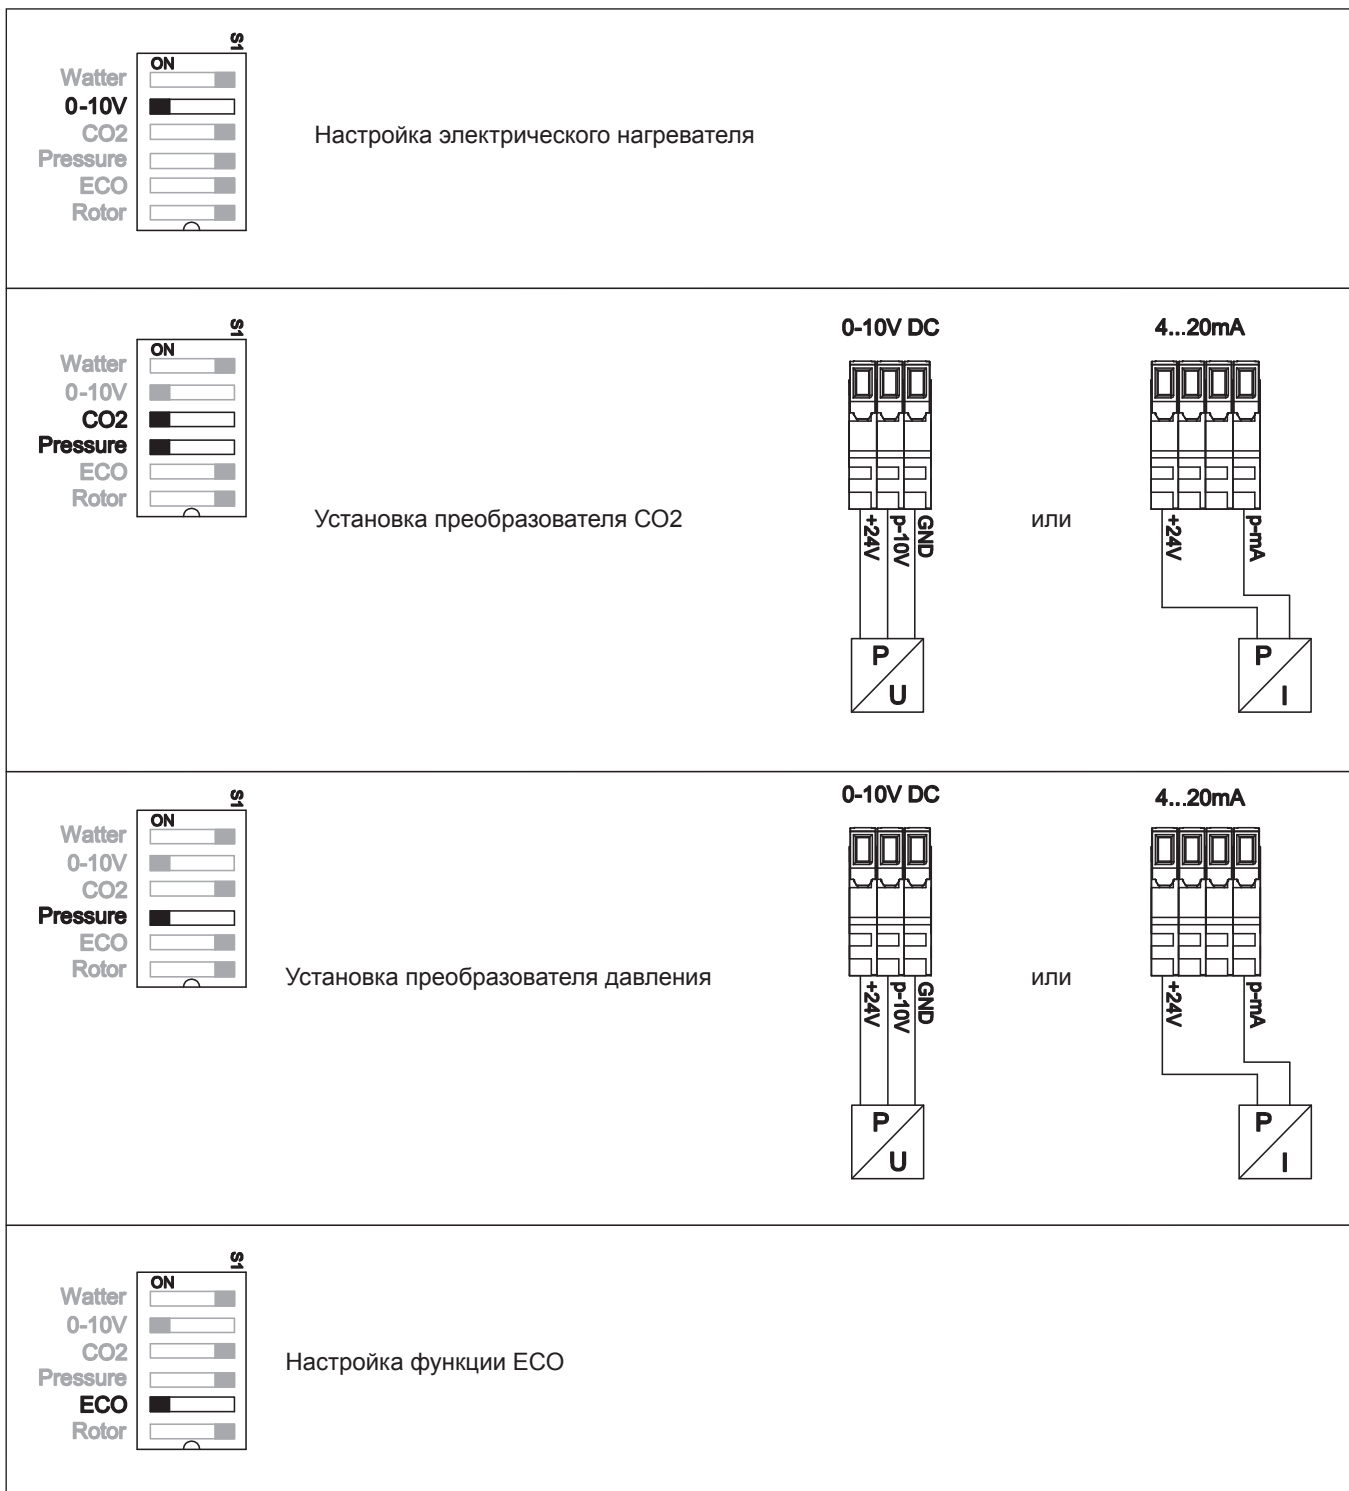 S1
ON
Watter
0-10V
CO2
Pressure
ECO
Rotor
Настройка электрического нагревателя
S1
ON
Watter
0-10V
CO2
Pressure
ECO
Rotor
Установка преобразователя CO2
0-10V DC
+24V
p-10V
GND
P
U
или
4...20mA
+24V
p-mA
P
I
S1
ON
Watter
0-10V
CO2
Pressure
ECO
Rotor
Установка преобразователя давления
0-10V DC
+24V
p-10V
GND
P
U
или
4...20mA
+24V
p-mA
P
I
S1
ON
Watter
0-10V
CO2
Pressure
ECO
Rotor
Настройка функции ECO